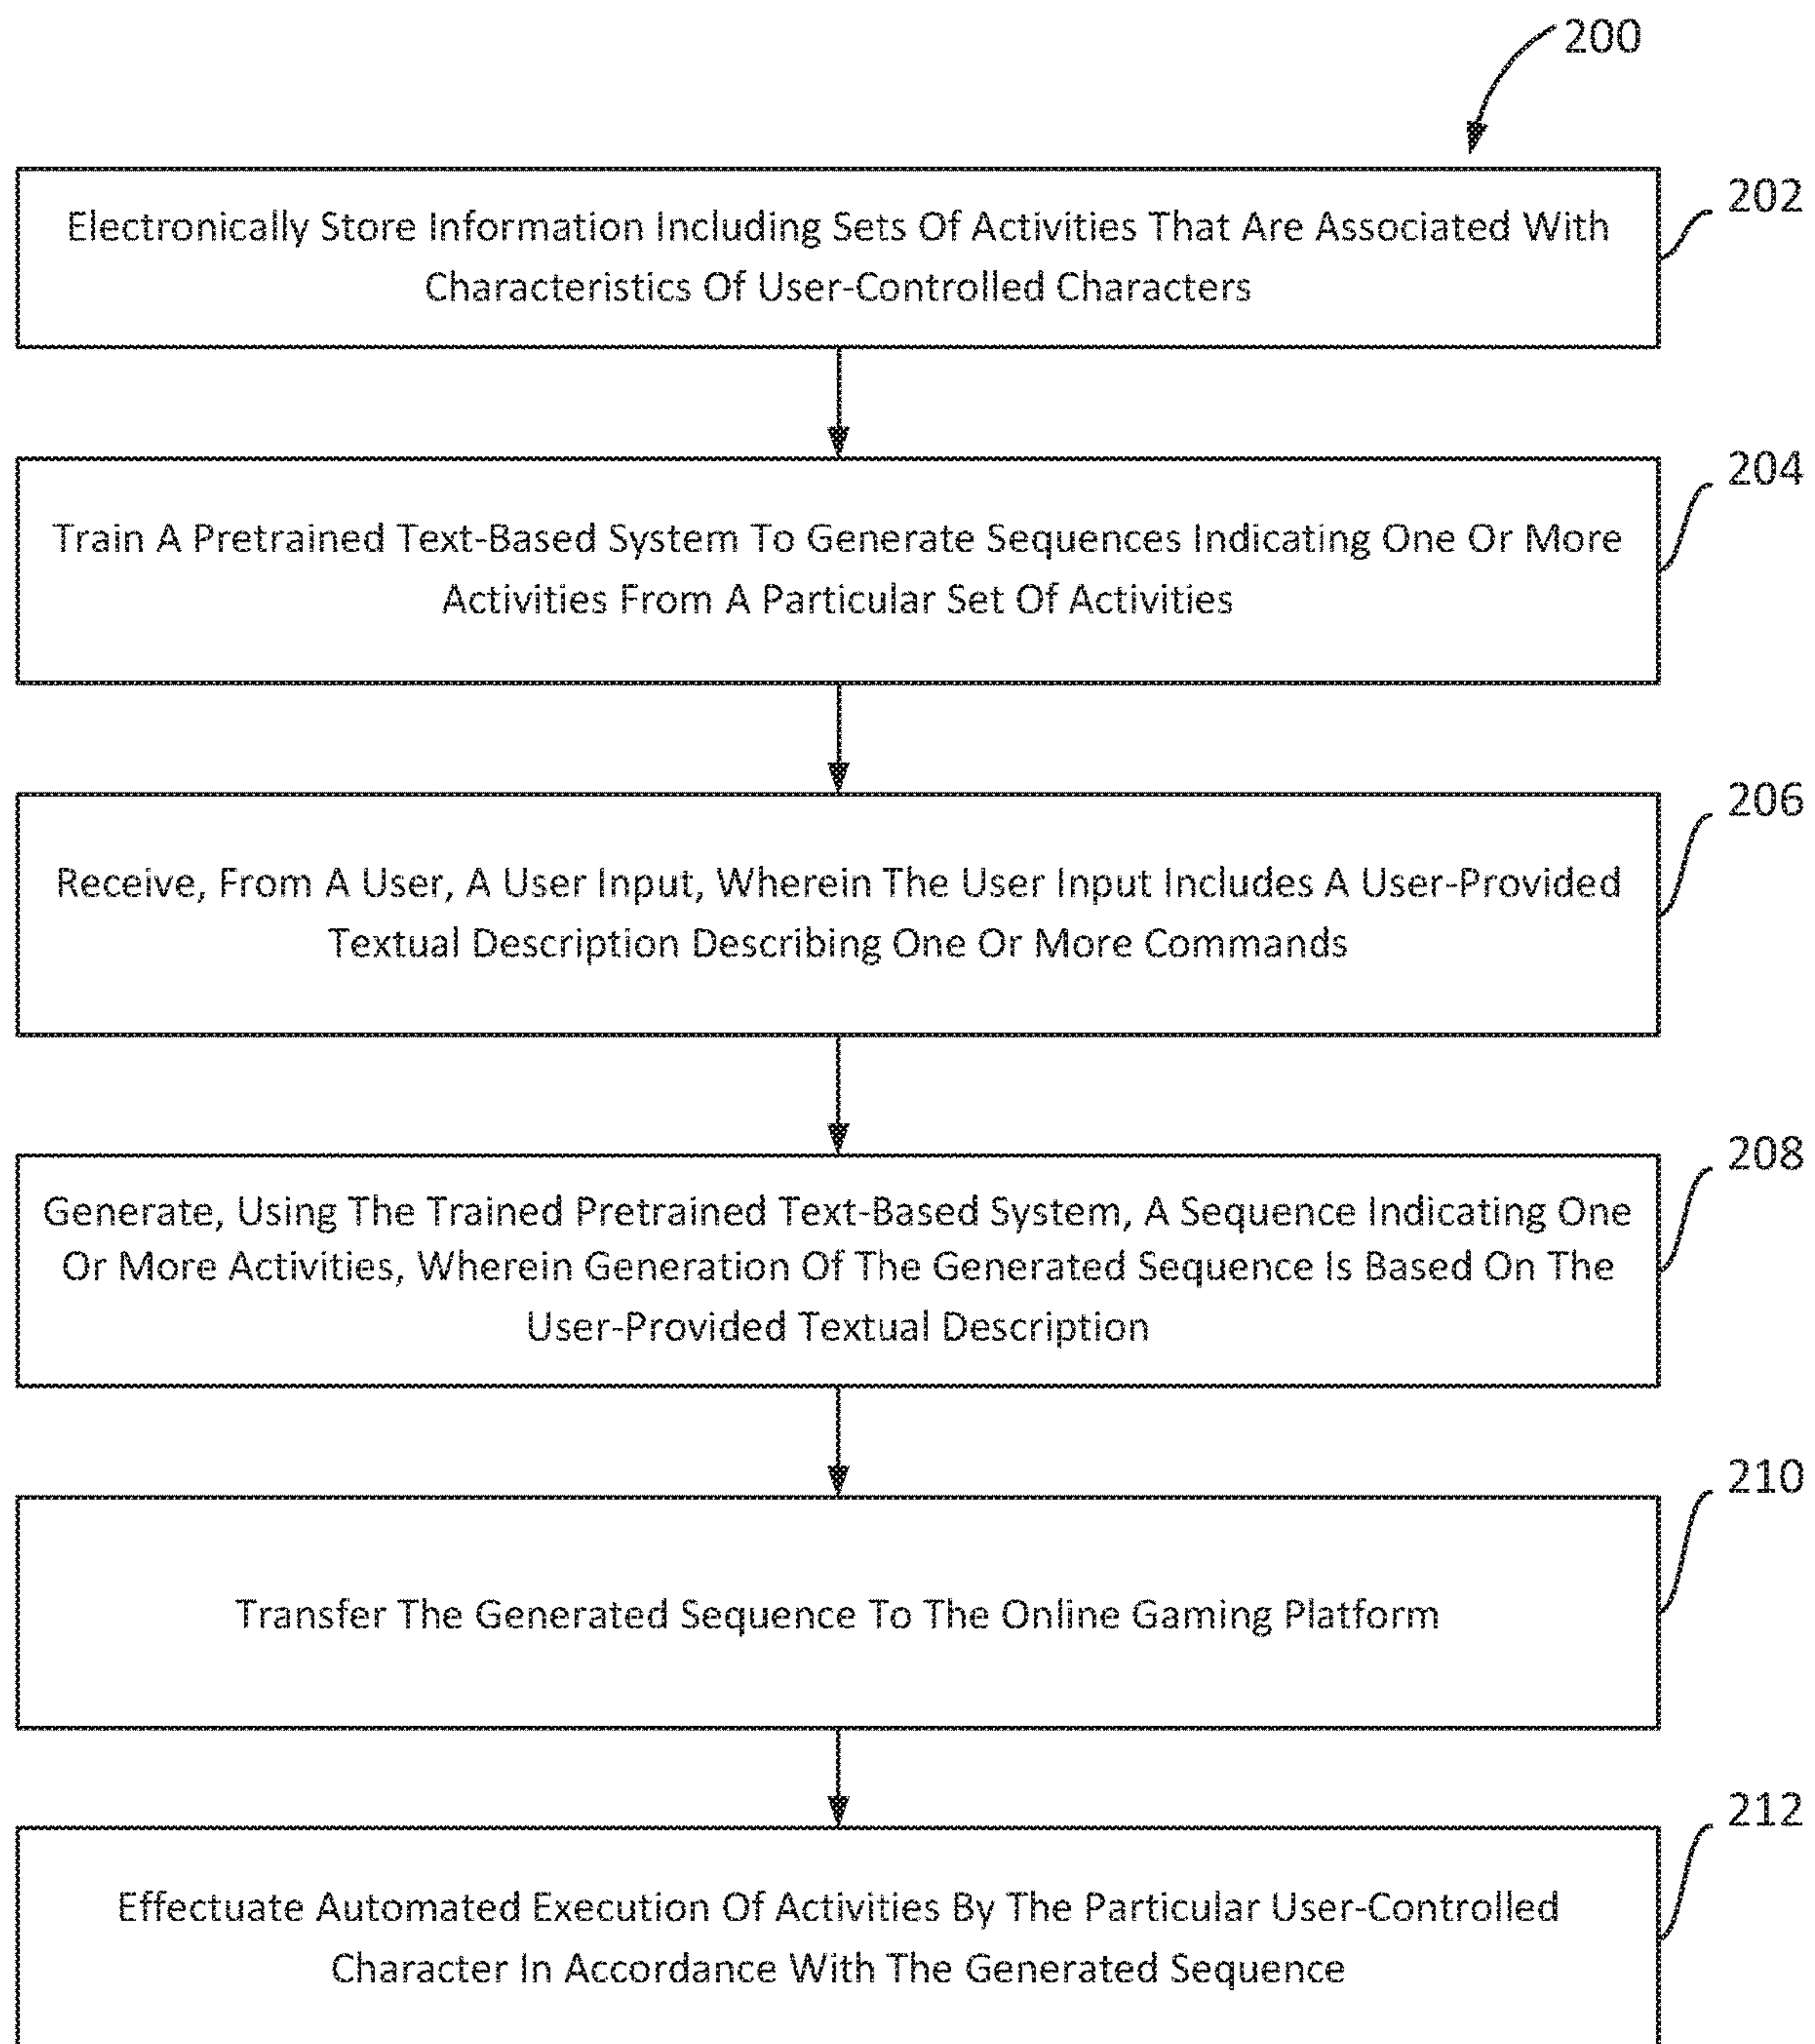 200
202
Electronically Store Information Including Sets Of Activities That Are Associated With
Characteristics Of User-Controlled Characters
204
Train A Pretrained Text-Based System To Generate Sequences Indicating One Or More
Activities From A Particular Set Of Activities
206
Receive, From A User, A User Input, Wherein The User Input Includes A User-Provided
Textual Description Describing One Or More Commands
208
Generate, Using The Trained Pretrained Text-Based System, A Sequence Indicating One
Or More Activities, Wherein Generation Of The Generated Sequence Is Based On The
User-Provided Textual Description
210
Transfer The Generated Sequence To The Online Gaming Platform
212
Effectuate Automated Execution Of Activities By The Particular User-Controlled
Character In Accordance With The Generated Sequence